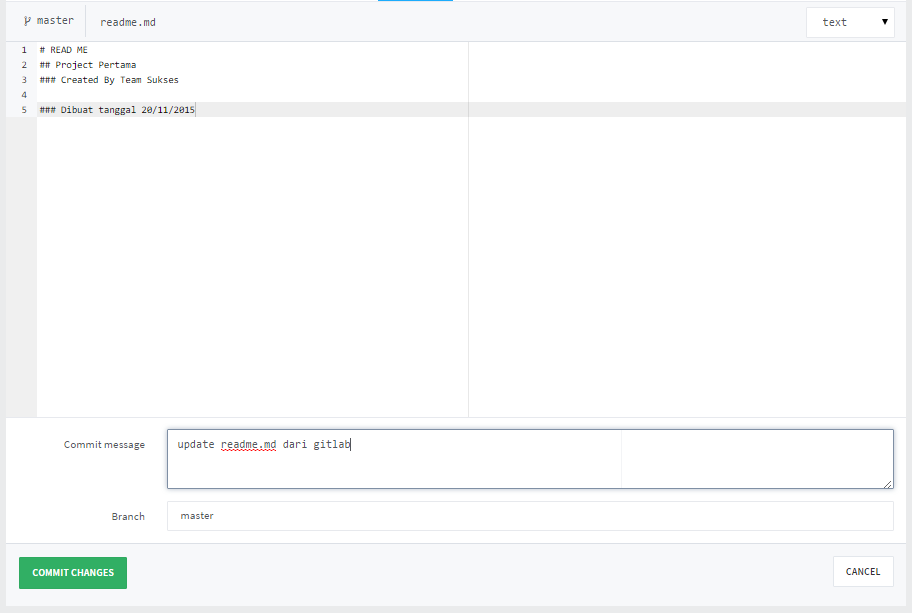 master readme.md text
1 # READ ME
2 ## Project Pertama
3 ### Created By Team Sukses
4
5 ### Dibuat tanggal 20/11/2015
Commit message update readme.md dari gitlab
Branch master
COMMIT CHANGES CANCEL